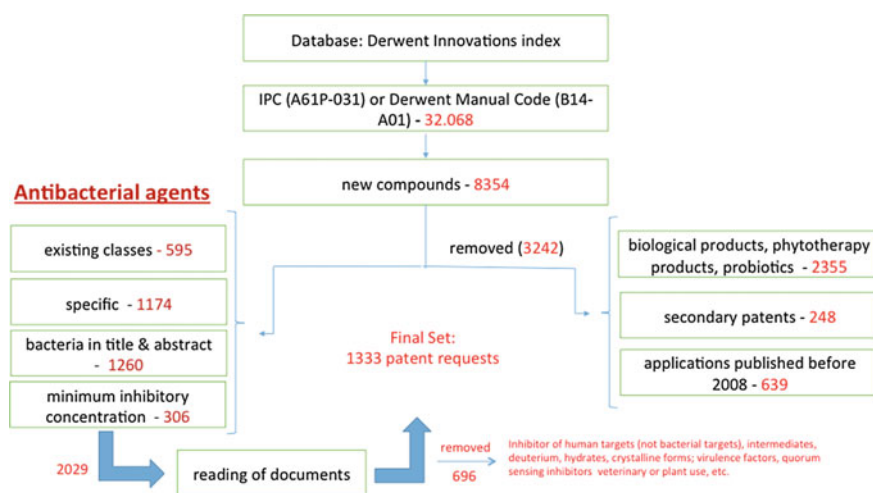 Database: Derwent Innovations index
IPC (A61P-031) or Derwent Manual Code (B14-
A01) - 32.068
new compounds - 8354
Antibacterial agents
existing classes - 595
specific - 1174
bacteria in title & abstract
- 1260
minimum inhibitory
concentration - 306
removed (3242)
biological products, phytotherapy
products, probiotics - 2355
secondary patents - 248
applications published before
2008 - 639
Final Set:
1333 patent requests
2029
reading of documents
removed
696
Inhibitor of human targets (not bacterial targets), intermediates,
deuterium, hydrates, crystalline forms; virulence factors, quorum
sensing inhibitors veterinary or plant use, etc.